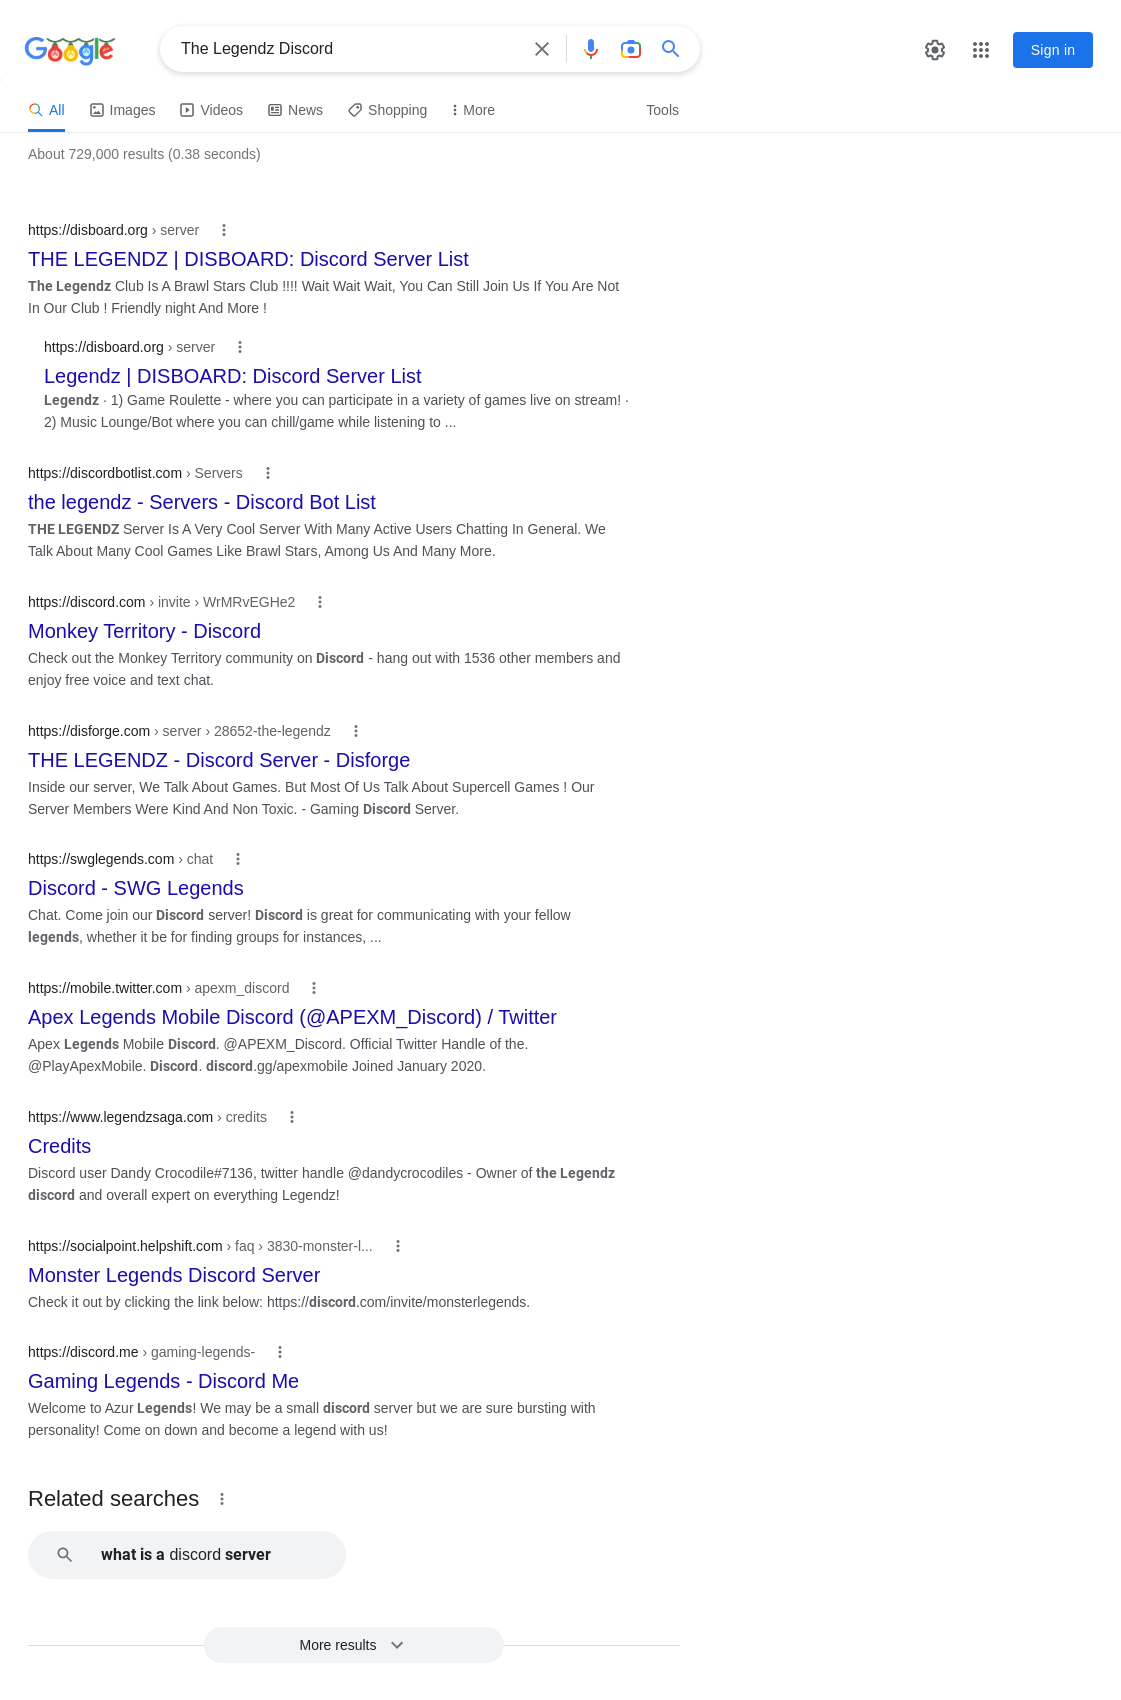 Google
The Legendz Discord
Sign in
All Images Videos News Shopping More Tools
About 729,000 results (0.38 seconds)
https://disboard.org › server
THE LEGENDZ | DISBOARD: Discord Server List
The Legendz Club Is A Brawl Stars Club !!!! Wait Wait Wait, You Can Still Join Us If You Are Not
In Our Club ! Friendly night And More !
https://disboard.org › server
Legendz | DISBOARD: Discord Server List
Legendz · 1) Game Roulette - where you can participate in a variety of games live on stream! ·
2) Music Lounge/Bot where you can chill/game while listening to ...
https://discordbotlist.com › Servers
the legendz - Servers - Discord Bot List
THE LEGENDZ Server Is A Very Cool Server With Many Active Users Chatting In General. We
Talk About Many Cool Games Like Brawl Stars, Among Us And Many More.
https://discord.com › invite › WrMRvEGHe2
Monkey Territory - Discord
Check out the Monkey Territory community on Discord - hang out with 1536 other members and
enjoy free voice and text chat.
https://disforge.com › server › 28652-the-legendz
THE LEGENDZ - Discord Server - Disforge
Inside our server, We Talk About Games. But Most Of Us Talk About Supercell Games ! Our
Server Members Were Kind And Non Toxic. - Gaming Discord Server.
https://swglegends.com › chat
Discord - SWG Legends
Chat. Come join our Discord server! Discord is great for communicating with your fellow
legends, whether it be for finding groups for instances, ...
https://mobile.twitter.com › apexm_discord
Apex Legends Mobile Discord (@APEXM_Discord) / Twitter
Apex Legends Mobile Discord. @APEXM_Discord. Official Twitter Handle of the.
@PlayApexMobile. Discord. discord.gg/apexmobile Joined January 2020.
https://www.legendzsaga.com › credits
Credits
Discord user Dandy Crocodile#7136, twitter handle @dandycrocodiles - Owner of the Legendz
discord and overall expert on everything Legendz!
https://socialpoint.helpshift.com › faq › 3830-monster-l...
Monster Legends Discord Server
Check it out by clicking the link below: https://discord.com/invite/monsterlegends.
https://discord.me › gaming-legends-
Gaming Legends - Discord Me
Welcome to Azur Legends! We may be a small discord server but we are sure bursting with
personality! Come on down and become a legend with us!
Related searches
what is a discord server
More results